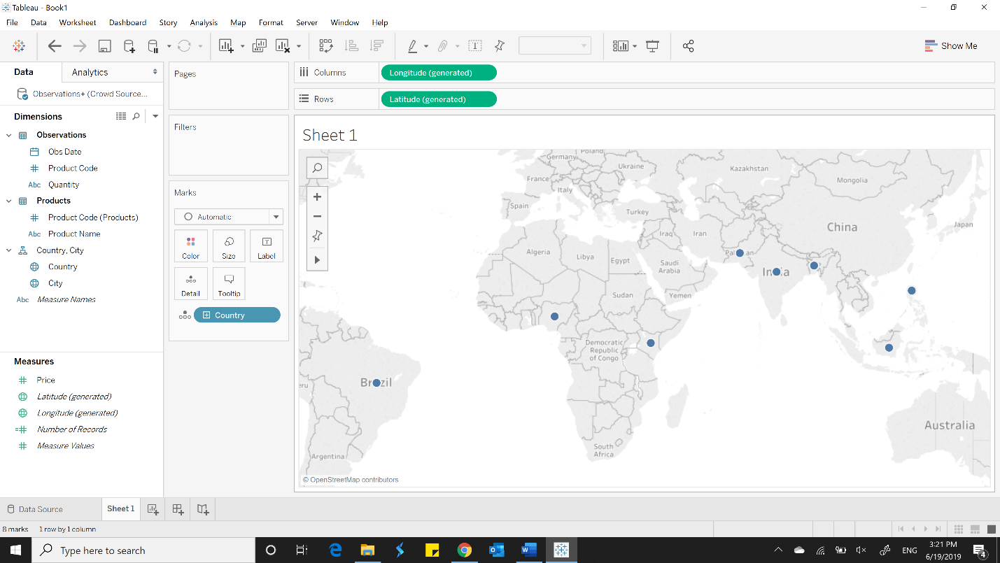 Tableau - Book1
File Data Worksheet Dashboard Story Analysis Map Format Server Window Help
Show Me
Data
Analytics
Observations+ (Crowd Source...
Dimensions
Observations
Obs Date
Product Code
Abc Quantity
Products
Product Code (Products)
Abc Product Name
Country, City
Country
City
Abc Measure Names
Measures
Price
Latitude (generated)
Longitude (generated)
Number of Records
Measure Values
Pages
Filters
Marks
Automatic
Color Size Label
Detail Tooltip
Country
Columns Longitude (generated)
Rows Latitude (generated)
Sheet 1
Poland
Germany
Ukraine
Kazakhstan
France
Mongolia
Italy
Spain
Turkey
Japan
China
Iraq
Iran
Algeria
Libya
Egypt
Saudi
Arabia
India
Sudan
Yemen
Democratic
Republic
of Congo
Brazil
Australia
South
Africa
Argentina
© OpenStreetMap contributors
Data Source
Sheet 1
8 marks 1 row by 1 column
Type here to search
ENG
3:21 PM
6/19/2019
4